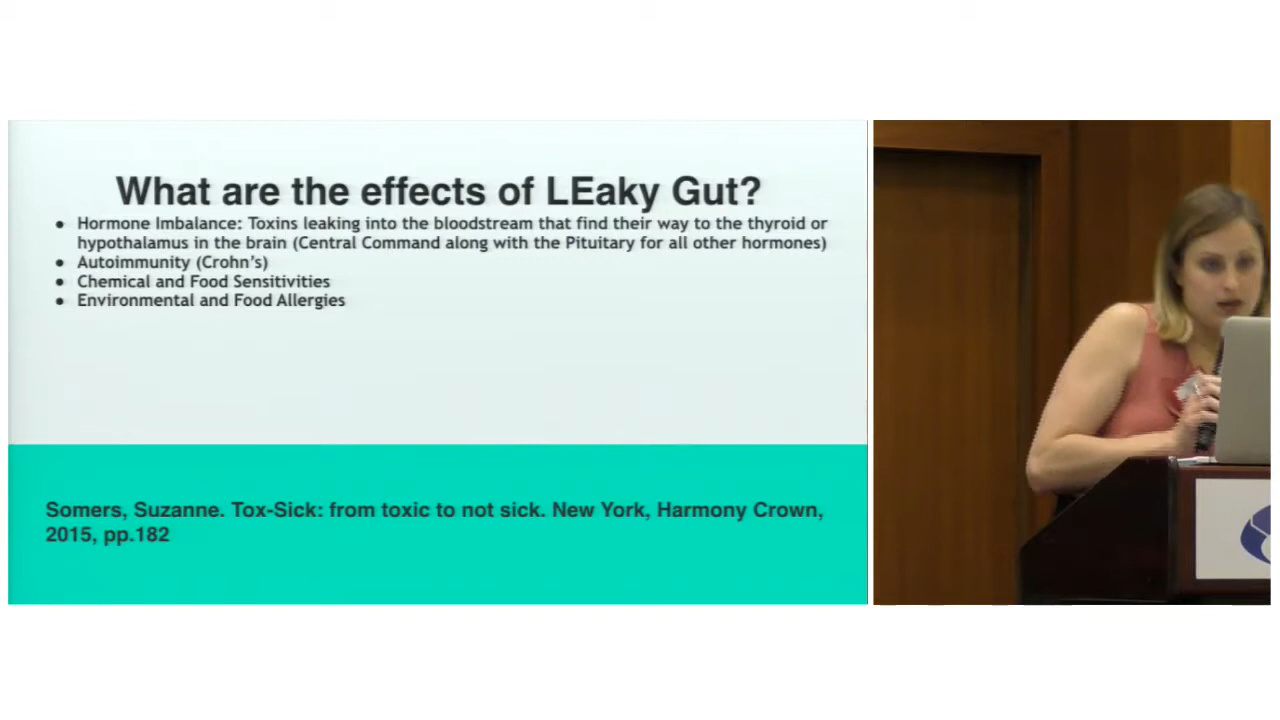 What are the effects of LEaky Gut?
● Hormone Imbalance: Toxins leaking into the bloodstream that find their way to the thyroid or
hypothalamus in the brain (Central Command along with the Pituitary for all other hormones)
● Autoimmunity (Crohn's)
● Chemical and Food Sensitivities
● Environmental and Food Allergies
Somers, Suzanne. Tox-Sick: from toxic to not sick. New York, Harmony Crown,
2015, pp.182